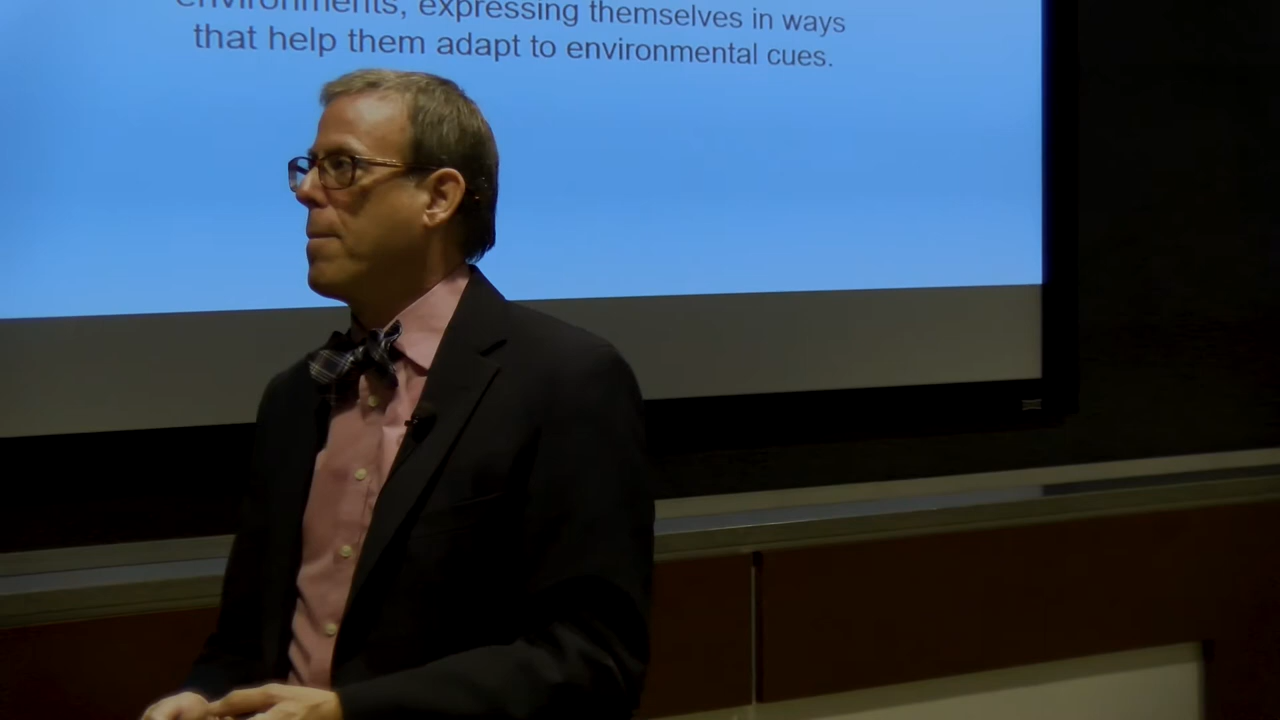 environments, expressing themselves in ways
that help them adapt to environmental cues.